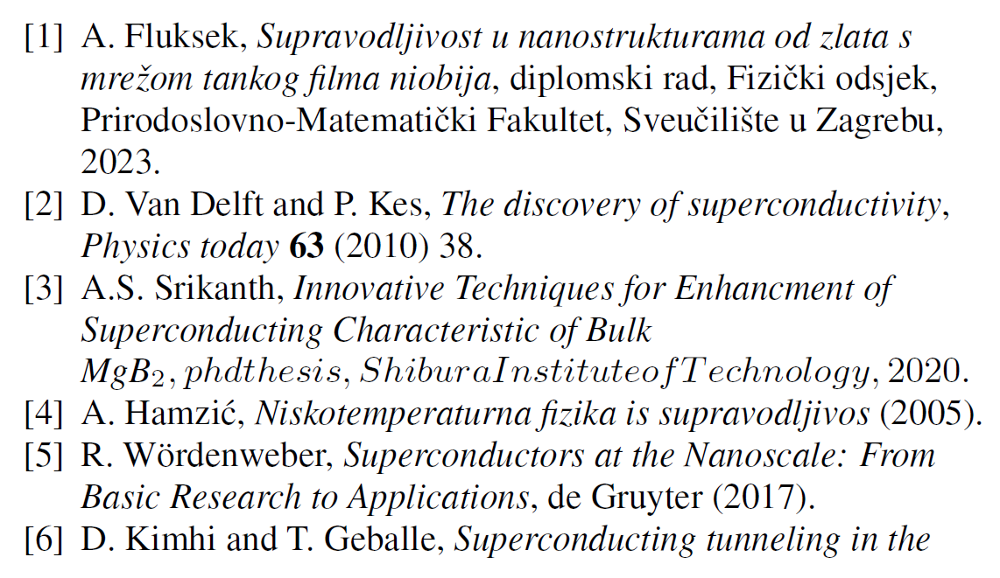 [1] A. Fluksek, Supravodljivost u nanostrukturama od zlata s
mrežom tankog filma niobija, diplomski rad, Fizički odsjek,
Prirodoslovno-Matematički Fakultet, Sveučilište u Zagrebu,
2023.
[2] D. Van Delft and P. Kes, The discovery of superconductivity,
Physics today 63 (2010) 38.
[3] A.S. Srikanth, Innovative Techniques for Enhancment of
Superconducting Characteristic of Bulk
MgB₂, phdthesis, ShiburaInstituteofTechnology, 2020.
[4] A. Hamzić, Niskotemperaturna fizika is supravodljivos (2005).
[5] R. Wördenweber, Superconductors at the Nanoscale: From
Basic Research to Applications, de Gruyter (2017).
[6] D. Kimhi and T. Geballe, Superconducting tunneling in the